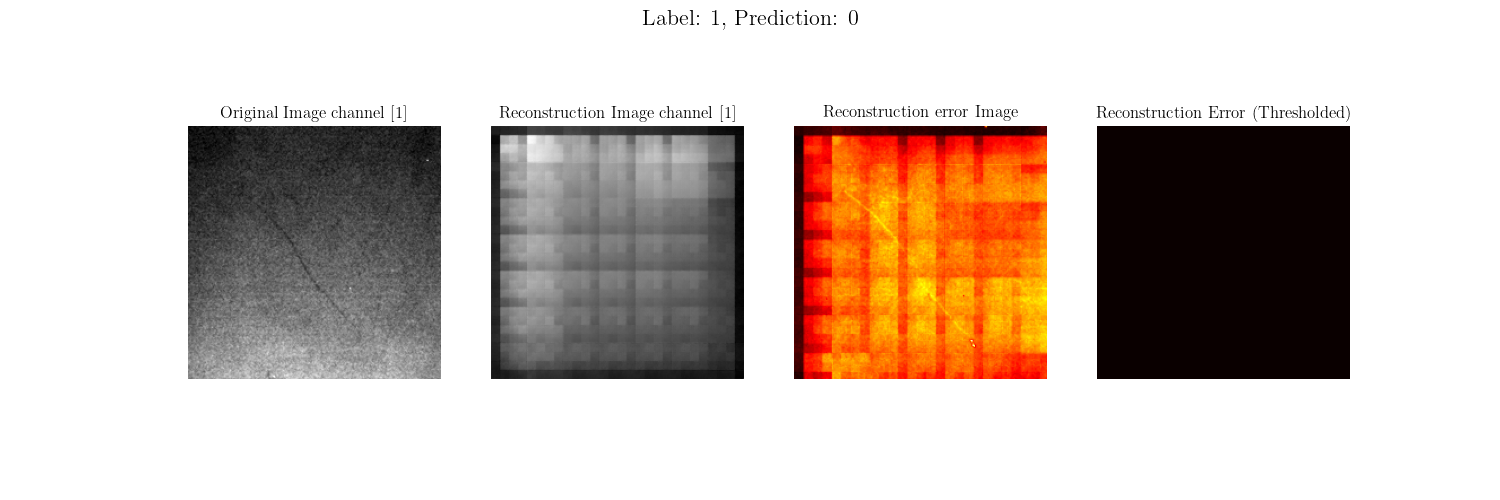 Label: 1, Prediction: 0
Original Image channel [1]
Reconstruction Image channel [1]
Reconstruction error Image
Reconstruction Error (Thresholded)